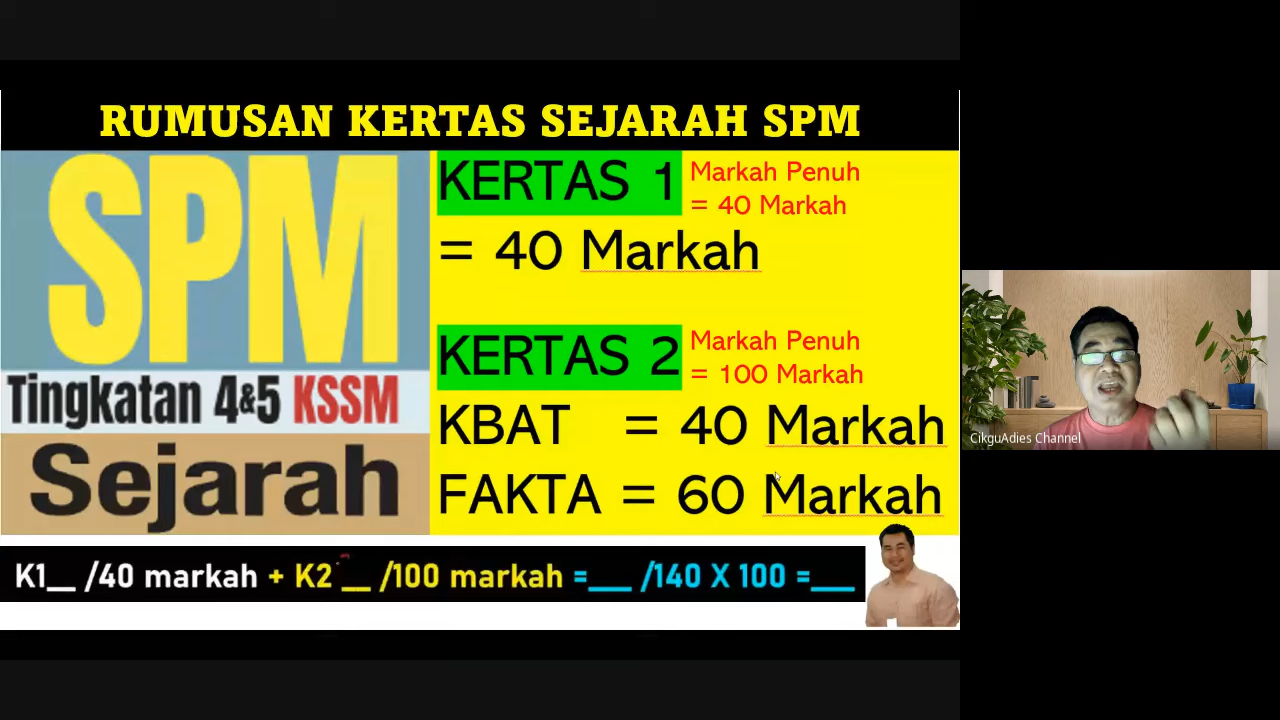 RUMUSAN KERTAS SEJARAH SPM
SPM
Tingkatan 4&5 KSSM
Sejarah
KERTAS 1
Markah Penuh
= 40 Markah
= 40 Markah
KERTAS 2
Markah Penuh
= 100 Markah
KBAT = 40 Markah
FAKTA = 60 Markah
K1__ /40 markah + K2 __ /100 markah =___ /140 X 100 =___
CikguAdies Channel